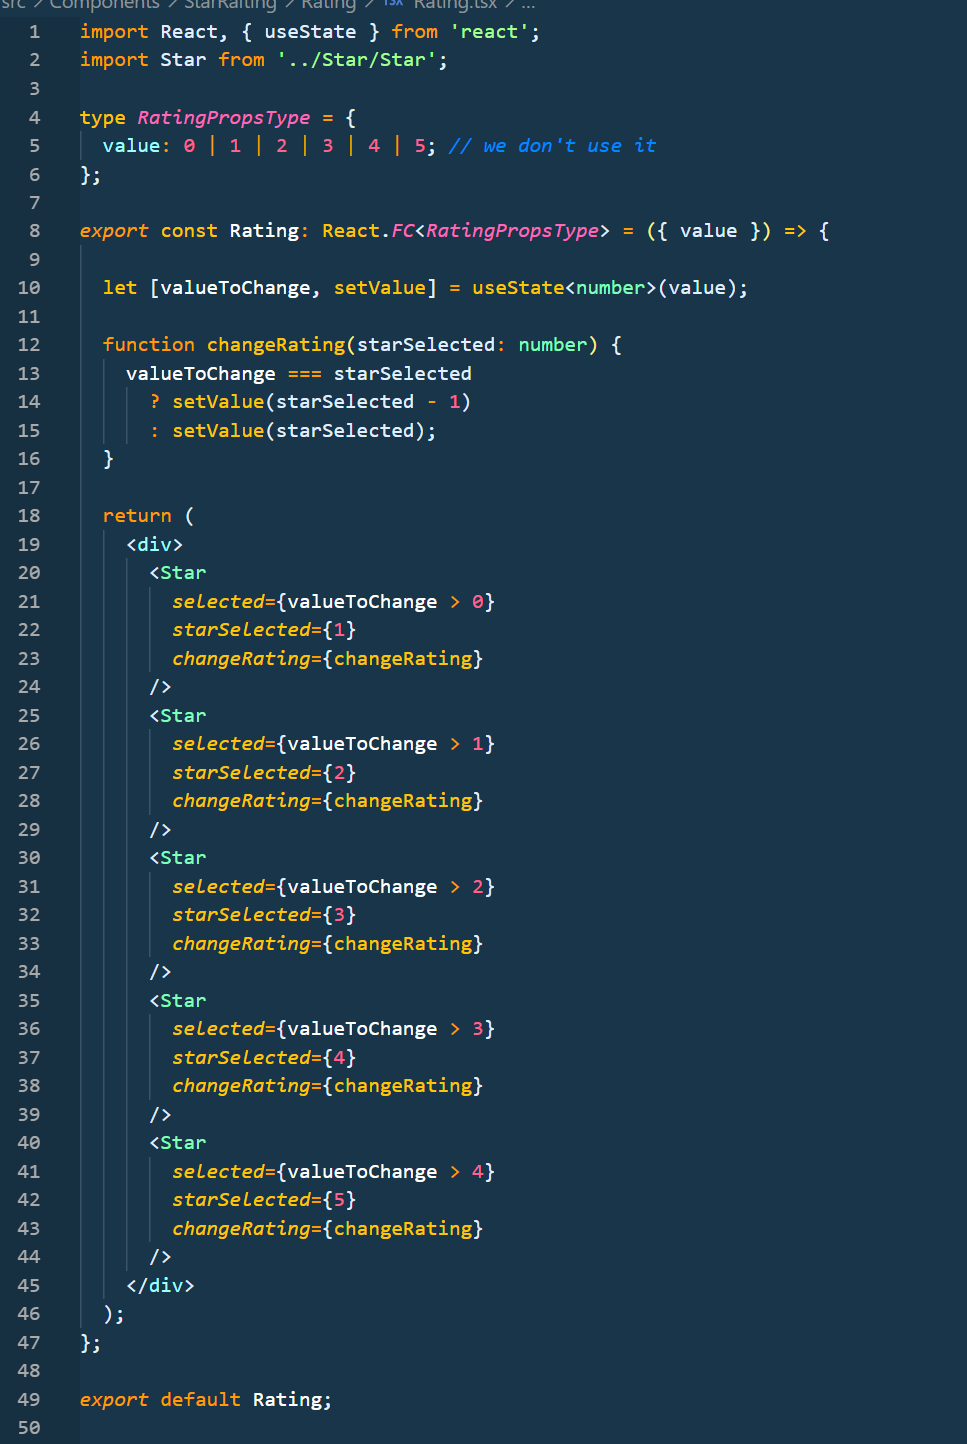 src > Components > StarRaiting > Rating > TSX Rating.tsx > ...
1 import React, { useState } from 'react';
2 import Star from '../Star/Star';
3
4 type RatingPropsType = {
5   value: 0 | 1 | 2 | 3 | 4 | 5; // we don't use it
6 };
7
8 export const Rating: React.FC<RatingPropsType> = ({ value }) => {
9
10   let [valueToChange, setValue] = useState<number>(value);
11
12   function changeRating(starSelected: number) {
13     valueToChange === starSelected
14       ? setValue(starSelected - 1)
15       : setValue(starSelected);
16   }
17
18   return (
19     <div>
20       <Star
21         selected={valueToChange > 0}
22         starSelected={1}
23         changeRating={changeRating}
24       />
25       <Star
26         selected={valueToChange > 1}
27         starSelected={2}
28         changeRating={changeRating}
29       />
30       <Star
31         selected={valueToChange > 2}
32         starSelected={3}
33         changeRating={changeRating}
34       />
35       <Star
36         selected={valueToChange > 3}
37         starSelected={4}
38         changeRating={changeRating}
39       />
40       <Star
41         selected={valueToChange > 4}
42         starSelected={5}
43         changeRating={changeRating}
44       />
45     </div>
46   );
47 };
48
49 export default Rating;
50